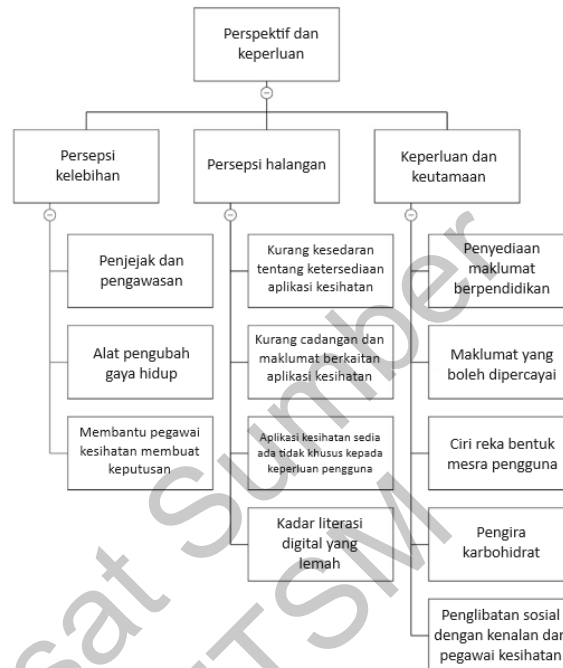 Perspektif dan
keperluan
Persepsi
kelebihan
Persepsi halangan
Keperluan dan
keutamaan
Penjejak dan
pengawasan
Alat pengubah
gaya hidup
Membantu pegawai
kesihatan membuat
keputusan
Kurang kesedaran
tentang ketersediaan
aplikasi kesihatan
Kurang cadangan dan
maklumat berkaitan
aplikasi kesihatan
Aplikasi kesihatan sedia
ada tidak khusus kepada
keperluan pengguna
Kadar literasi
digital yang
lemah
Penyediaan
maklumat
berpendidikan
Maklumat yang
boleh dipercayai
Ciri reka bentuk
mesra pengguna
Pengira
karbohidrat
Penglibatan sosial
dengan kenalan dan
pegawai kesihatan
Sumber
FTSM